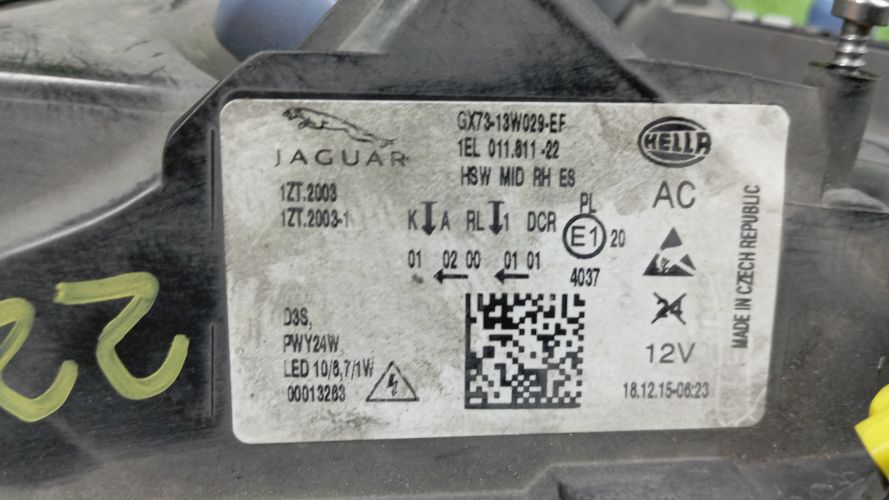 JAGUAR
GX73-13W029-EF
1EL 011.811-22
HSW MID RH E8
HELLA
1ZT.2003
1ZT.2003-1
K A RL 1 DCR
PL
E1 20
4037
01 02 00 01 01
AC
24
12V
D3S,
PWY24W
LED 10/8,7/1W
00013263
18.12.15-06:23
MADE IN CZECH REPUBLIC
22